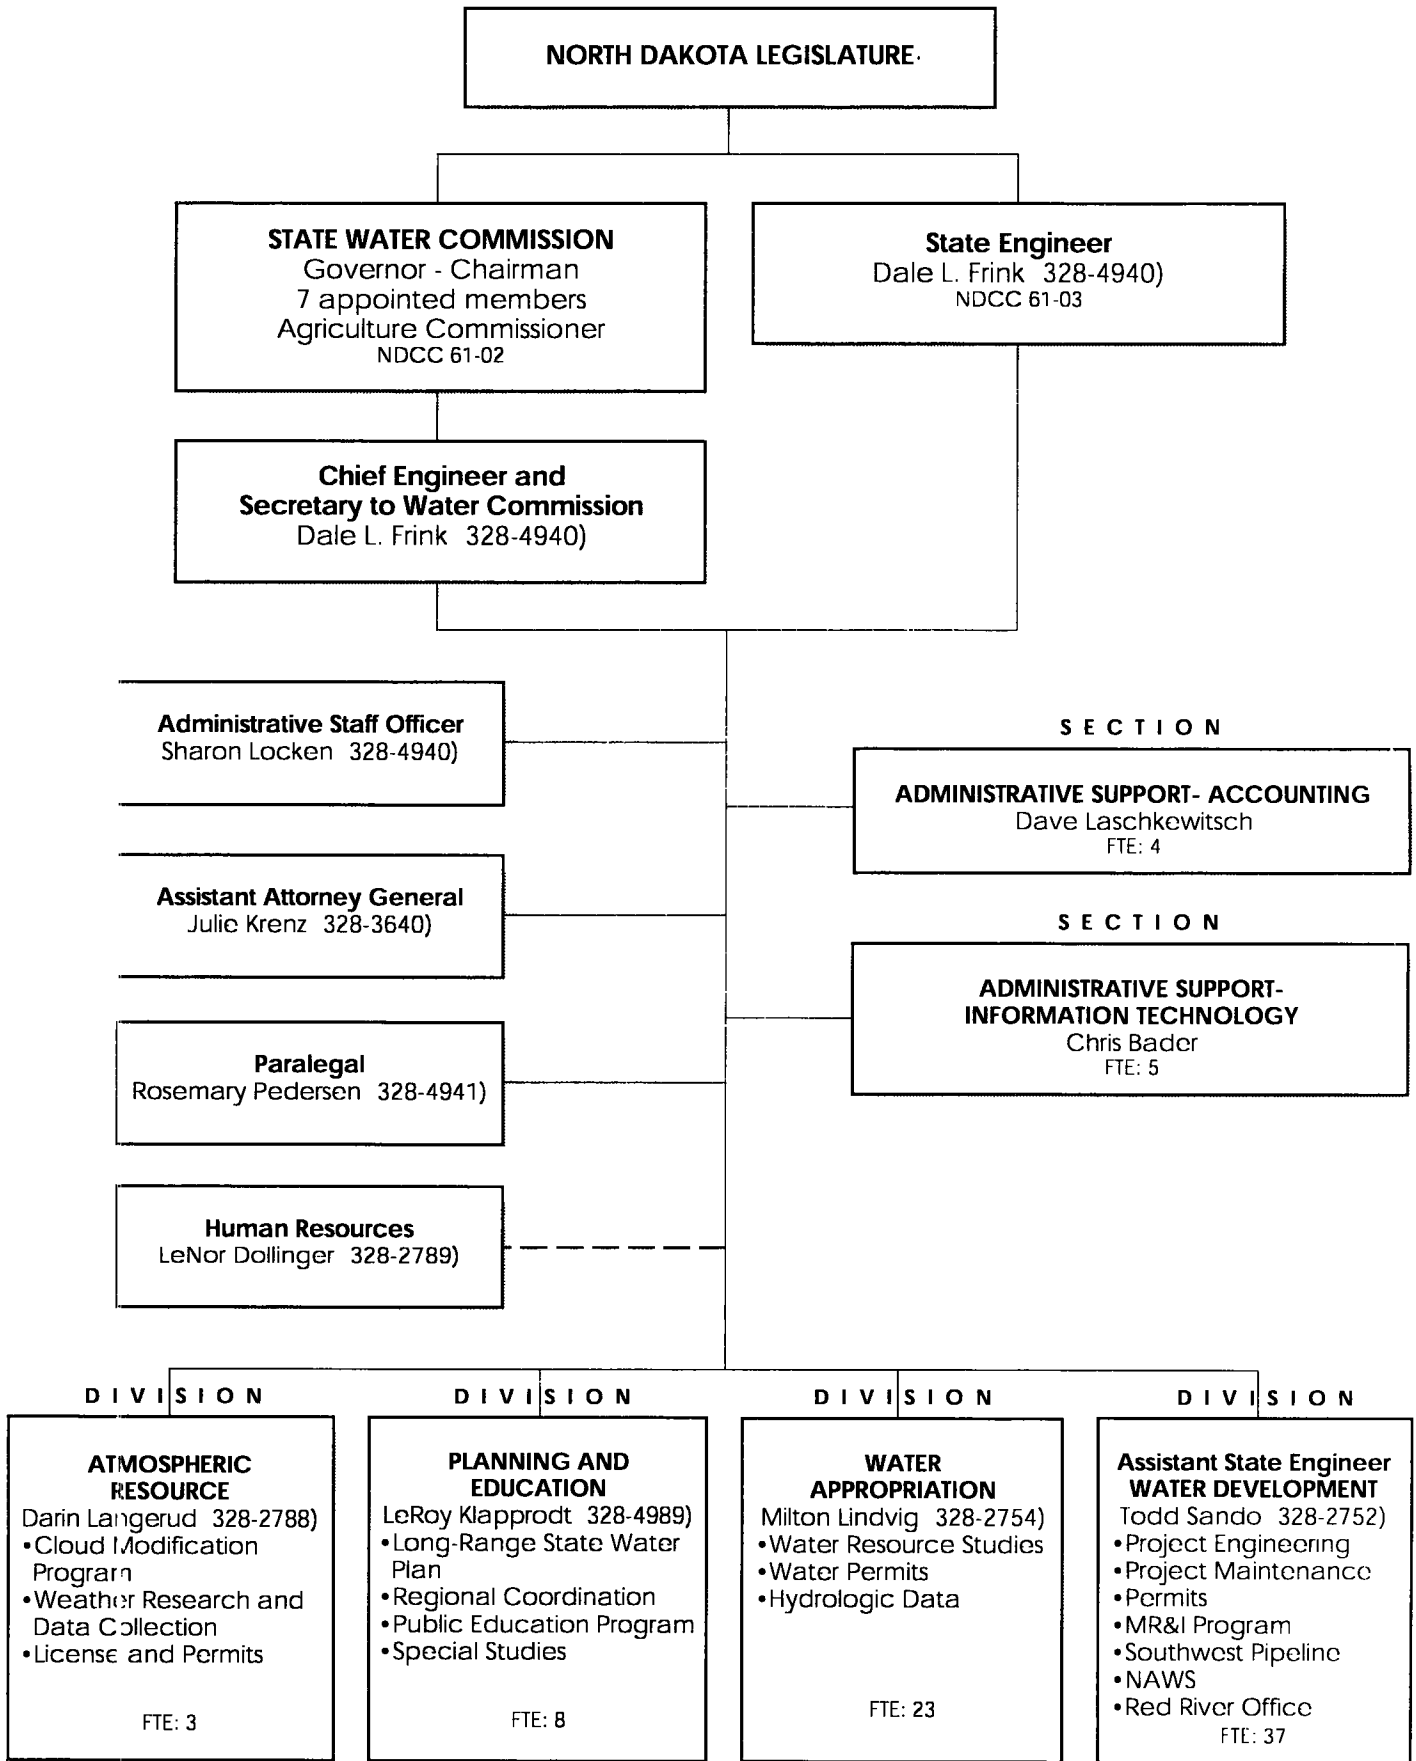 NORTH DAKOTA LEGISLATURE
STATE WATER COMMISSION
Governor - Chairman
7 appointed members
Agriculture Commissioner
NDCC 61-02
State Engineer
Dale L. Frink 328-4940)
NDCC 61-03
Chief Engineer and
Secretary to Water Commission
Dale L. Frink 328-4940)
Administrative Staff Officer
Sharon Locken 328-4940)
SECTION
ADMINISTRATIVE SUPPORT- ACCOUNTING
Dave Laschkewitsch
FTE: 4
Assistant Attorney General
Julie Krenz 328-3640)
SECTION
ADMINISTRATIVE SUPPORT-
INFORMATION TECHNOLOGY
Chris Bader
FTE: 5
Paralegal
Rosemary Pedersen 328-4941)
Human Resources
LeNor Dollinger 328-2789)
DIVISION
ATMOSPHERIC
RESOURCE
Darin Langerud 328-2788)
•Cloud Modification
Program
•Weather Research and
Data Collection
•License and Permits
FTE: 3
DIVISION
PLANNING AND
EDUCATION
LeRoy Klapprodt 328-4989)
•Long-Range State Water
Plan
•Regional Coordination
•Public Education Program
•Special Studies
FTE: 8
DIVISION
WATER
APPROPRIATION
Milton Lindvig 328-2754)
•Water Resource Studies
•Water Permits
•Hydrologic Data
FTE: 23
DIVISION
Assistant State Engineer
WATER DEVELOPMENT
Todd Sando 328-2752)
•Project Engineering
•Project Maintenance
•Permits
•MR&I Program
•Southwest Pipeline
•NAWS
•Red River Office
FTE: 37